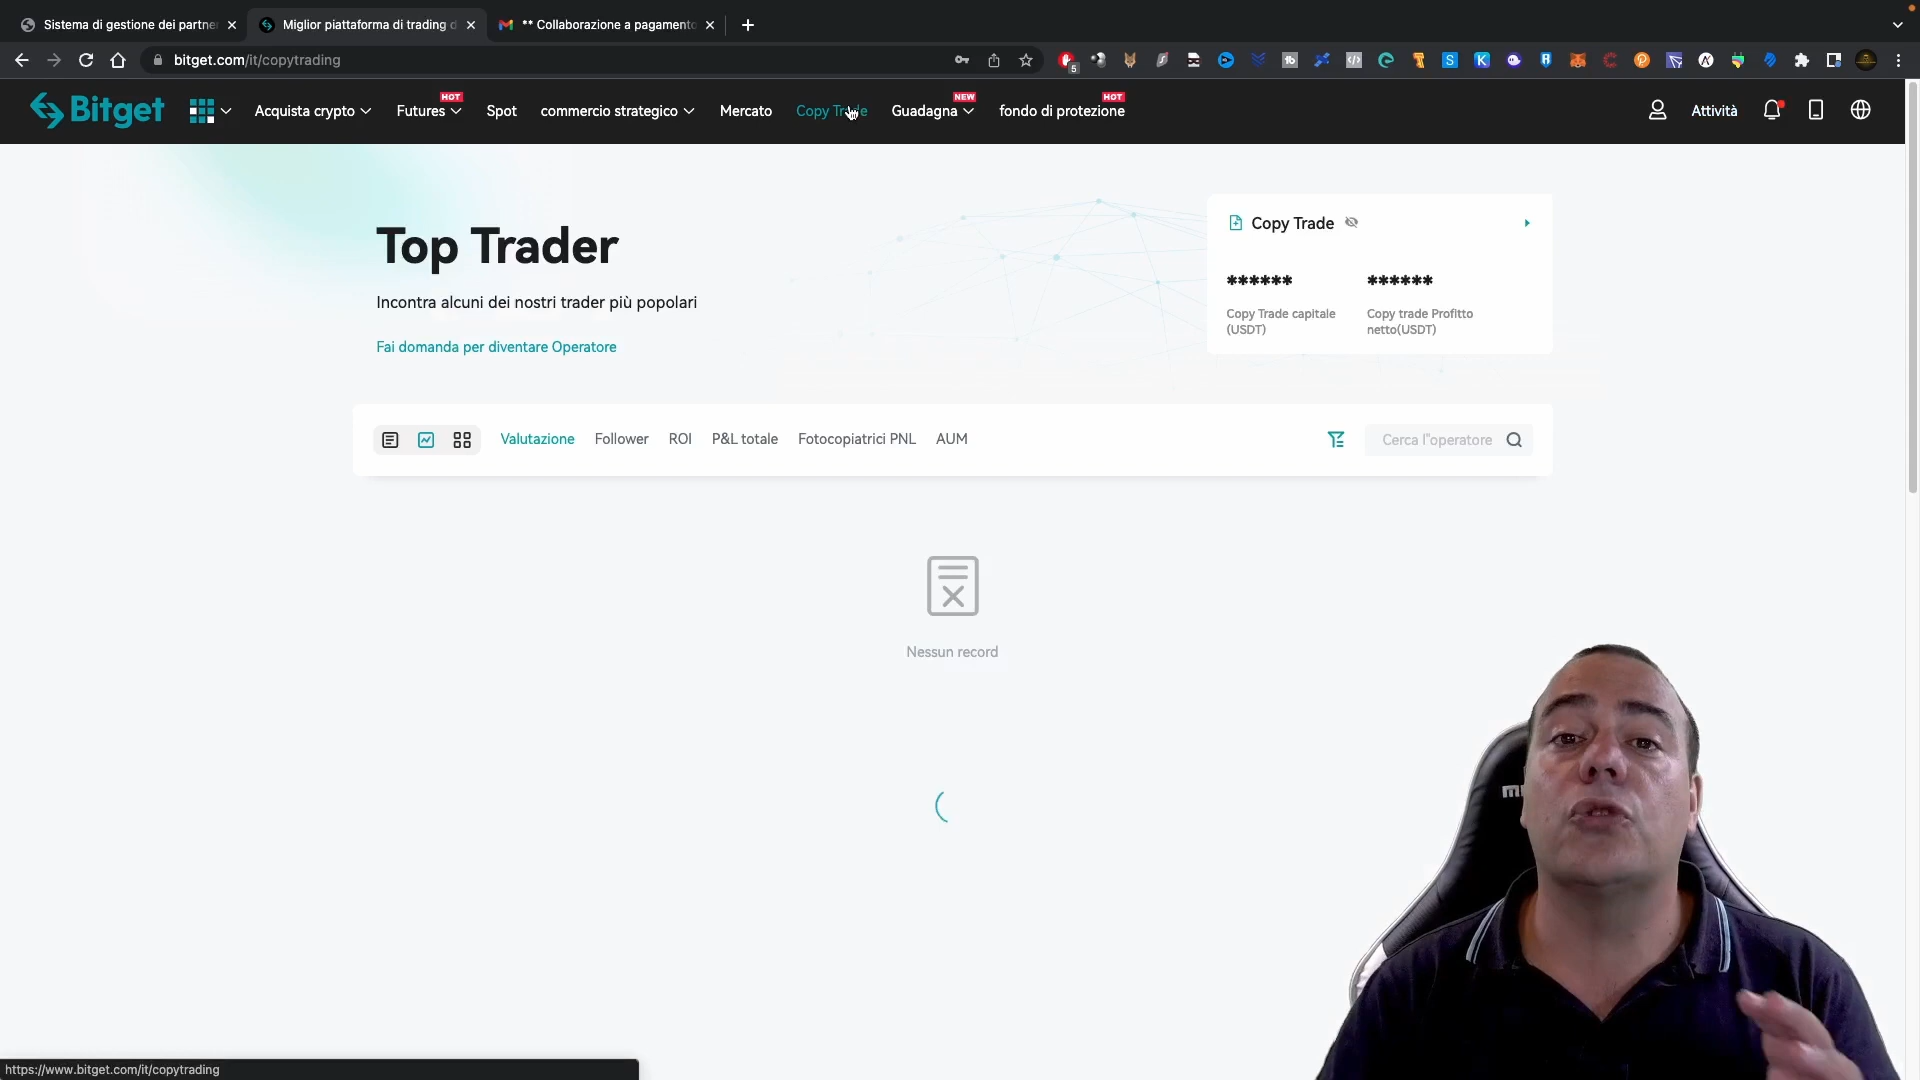 Sistema di gestione dei partne
Miglior piattaforma di trading d
** Collaborazione a pagamento
bitget.com/it/copytrading
5
Bitget
Acquista crypto
Futures
HOT
Spot
commercio strategico
Mercato
Copy Trade
Guadagna
NEW
fondo di protezione
HOT
Attività
Top Trader
Incontra alcuni dei nostri trader più popolari
Fai domanda per diventare Operatore
Copy Trade
****** ******
Copy Trade capitale
(USDT)
Copy trade Profitto
netto(USDT)
Valutazione Follower ROI P&L totale Fotocopiatrici PNL AUM
Cerca l"operatore
Nessun record
https://www.bitget.com/it/copytrading